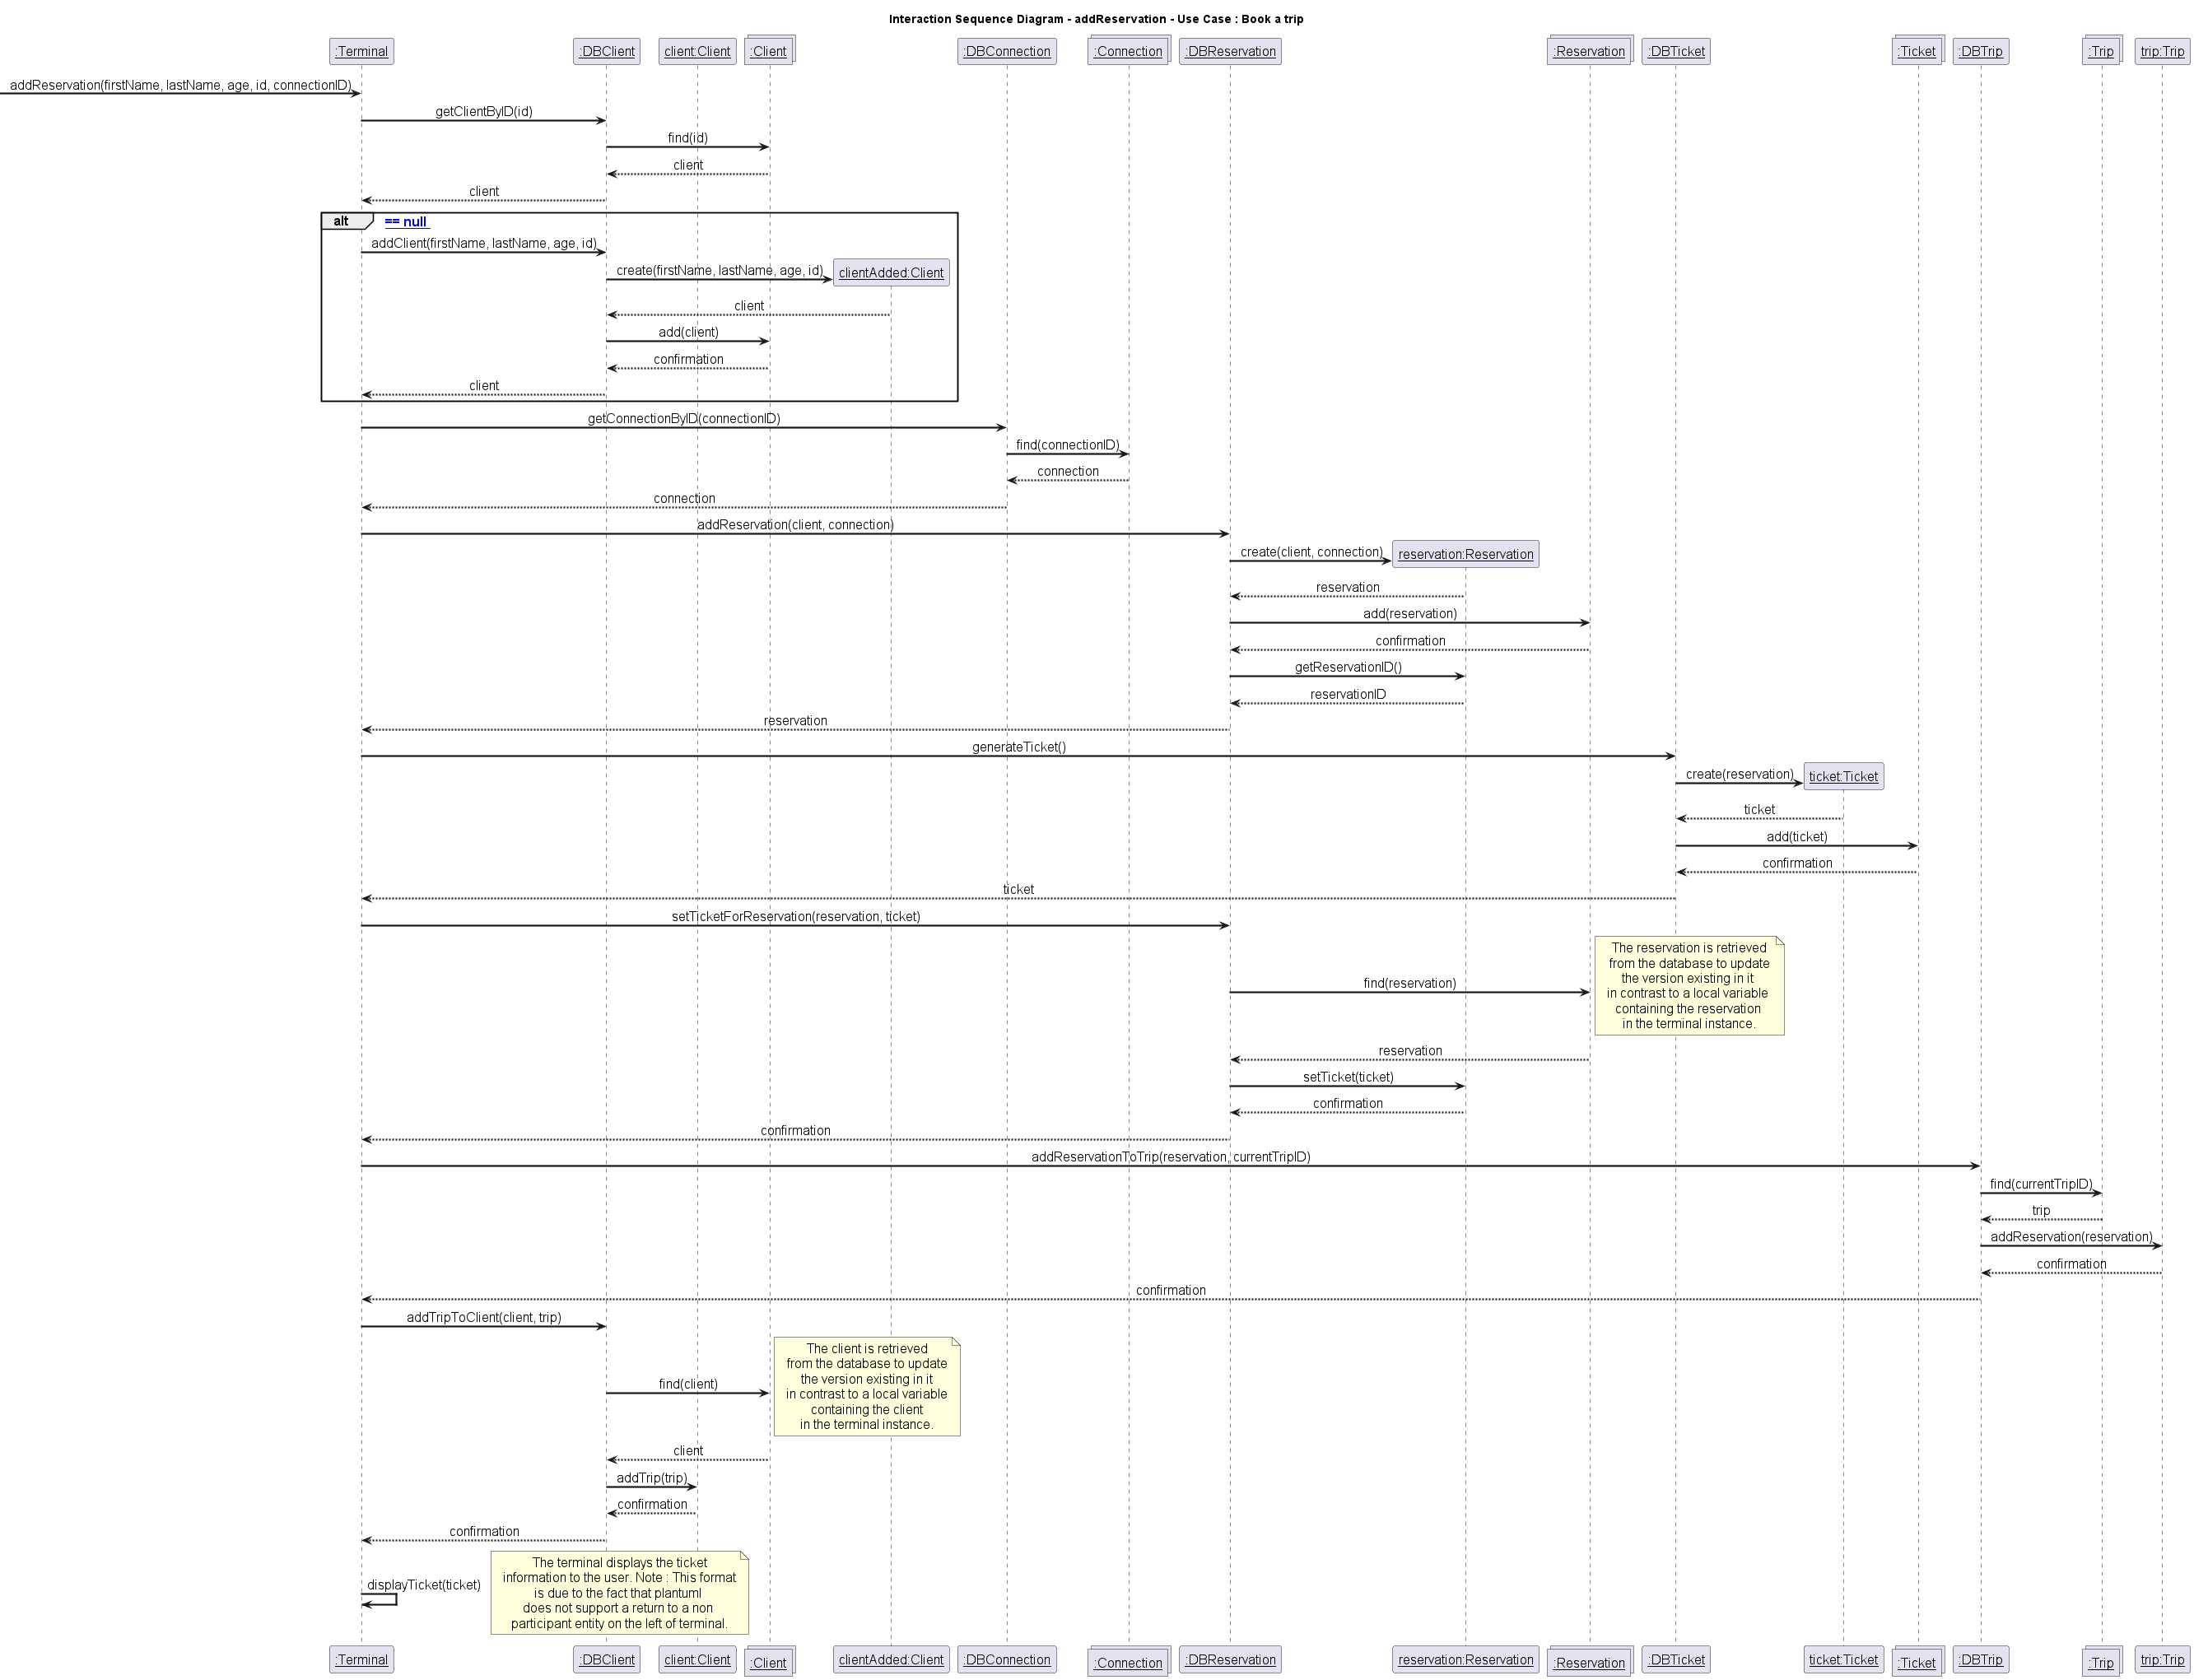 Interaction Sequence Diagram - addReservation - Use Case : Book a trip
:Terminal
:DBClient
client:Client
:Client
:DBConnection
:Connection
:DBReservation
:Reservation
:DBTicket
:Ticket
:DBTrip
:Trip
trip:Trip
addReservation(firstName, lastName, age, id, connectionID)
getClientByID(id)
find(id)
client
client
alt
== null
addClient(firstName, lastName, age, id)
create(firstName, lastName, age, id)
clientAdded:Client
client
add(client)
confirmation
client
getConnectionByID(connectionID)
find(connectionID)
connection
connection
addReservation(client, connection)
create(client, connection)
reservation:Reservation
reservation
add(reservation)
confirmation
getReservationID()
reservationID
reservation
generateTicket()
create(reservation)
ticket:Ticket
ticket
add(ticket)
confirmation
ticket
setTicketForReservation(reservation, ticket)
find(reservation)
The reservation is retrieved
from the database to update
the version existing in it
in contrast to a local variable
containing the reservation
in the terminal instance.
reservation
setTicket(ticket)
confirmation
confirmation
addReservationToTrip(reservation, currentTripID)
find(currentTripID)
trip
addReservation(reservation)
confirmation
confirmation
addTripToClient(client, trip)
find(client)
The client is retrieved
from the database to update
the version existing in it
in contrast to a local variable
containing the client
in the terminal instance.
client
addTrip(trip)
confirmation
confirmation
displayTicket(ticket)
The terminal displays the ticket
information to the user. Note : This format
is due to the fact that plantuml
does not support a return to a non
participant entity on the left of terminal.
:Terminal
:DBClient
client:Client
:Client
clientAdded:Client
:DBConnection
:Connection
:DBReservation
reservation:Reservation
:Reservation
:DBTicket
ticket:Ticket
:Ticket
:DBTrip
:Trip
trip:Trip